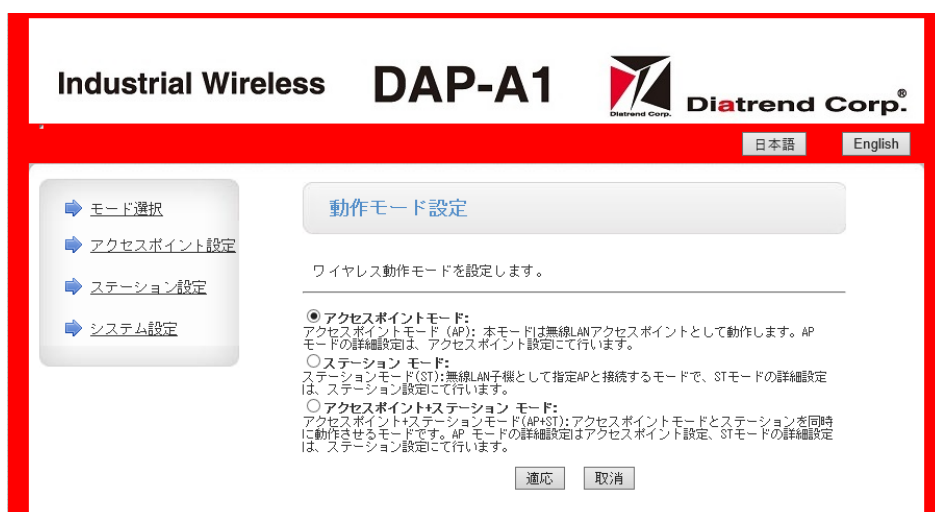 Industrial Wireless DAP-A1 Diatrend Corp. Diatrend Corp.®
日本語 English
モード選択
アクセスポイント設定
ステーション設定
システム設定
動作モード設定
ワイヤレス動作モードを設定します。
アクセスポイントモード:
アクセスポイントモード (AP): 本モードは無線LANアクセスポイントとして動作します。AP
モードの詳細設定は、アクセスポイント設定にて行います。
ステーション モード:
ステーションモード(ST):無線LAN子機として指定APと接続するモードで、STモードの詳細設定
は、ステーション設定にて行います。
アクセスポイント+ステーション モード:
アクセスポイント+ステーションモード(AP+ST):アクセスポイントモードとステーションを同時
に動作させるモードです。AP モードの詳細設定はアクセスポイント設定、STモードの詳細設定
は、ステーション設定にて行います。
適応 取消